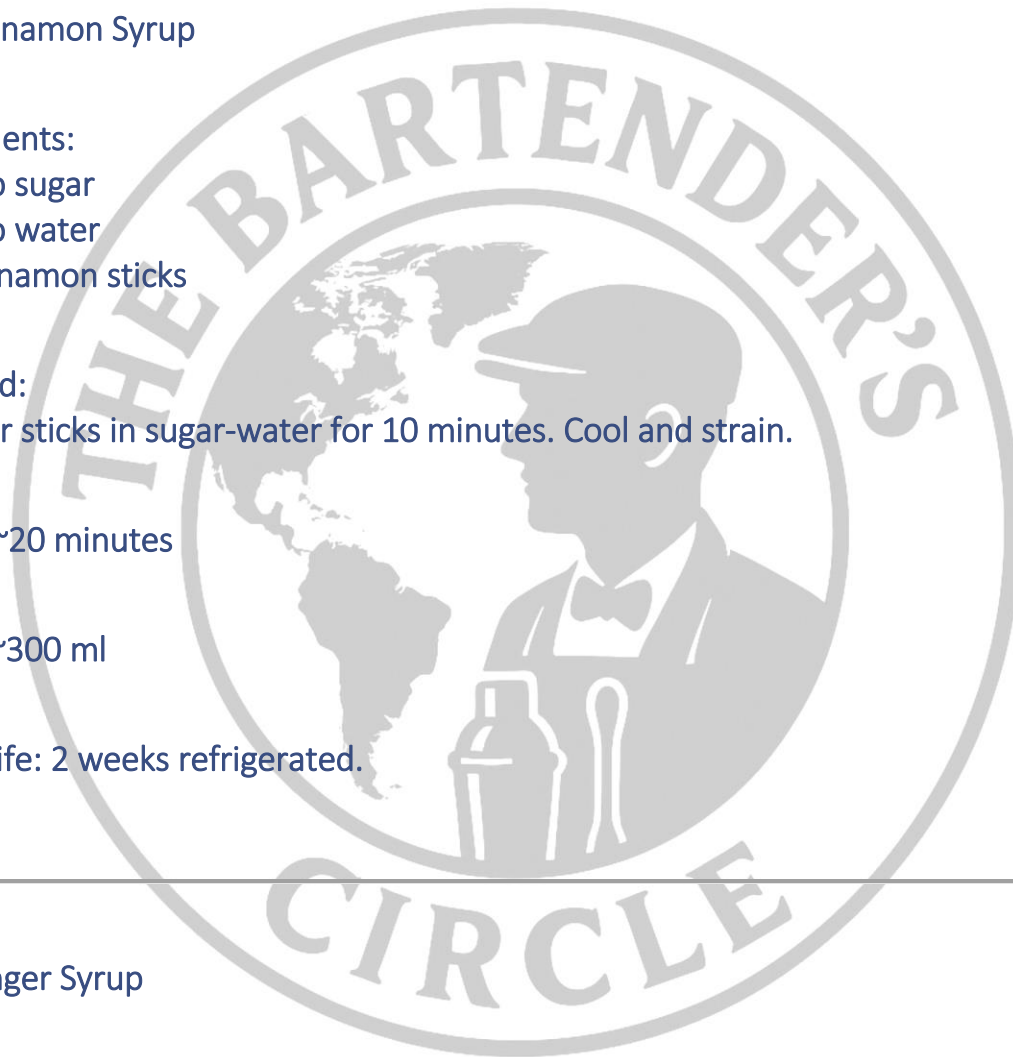 namon Syrup
ents:
sugar
water
namon sticks
d:
r sticks in sugar-water for 10 minutes. Cool and strain.
~20 minutes
~300 ml
ife: 2 weeks refrigerated.
ger Syrup
THE BARTENDER'S
CIRCLE